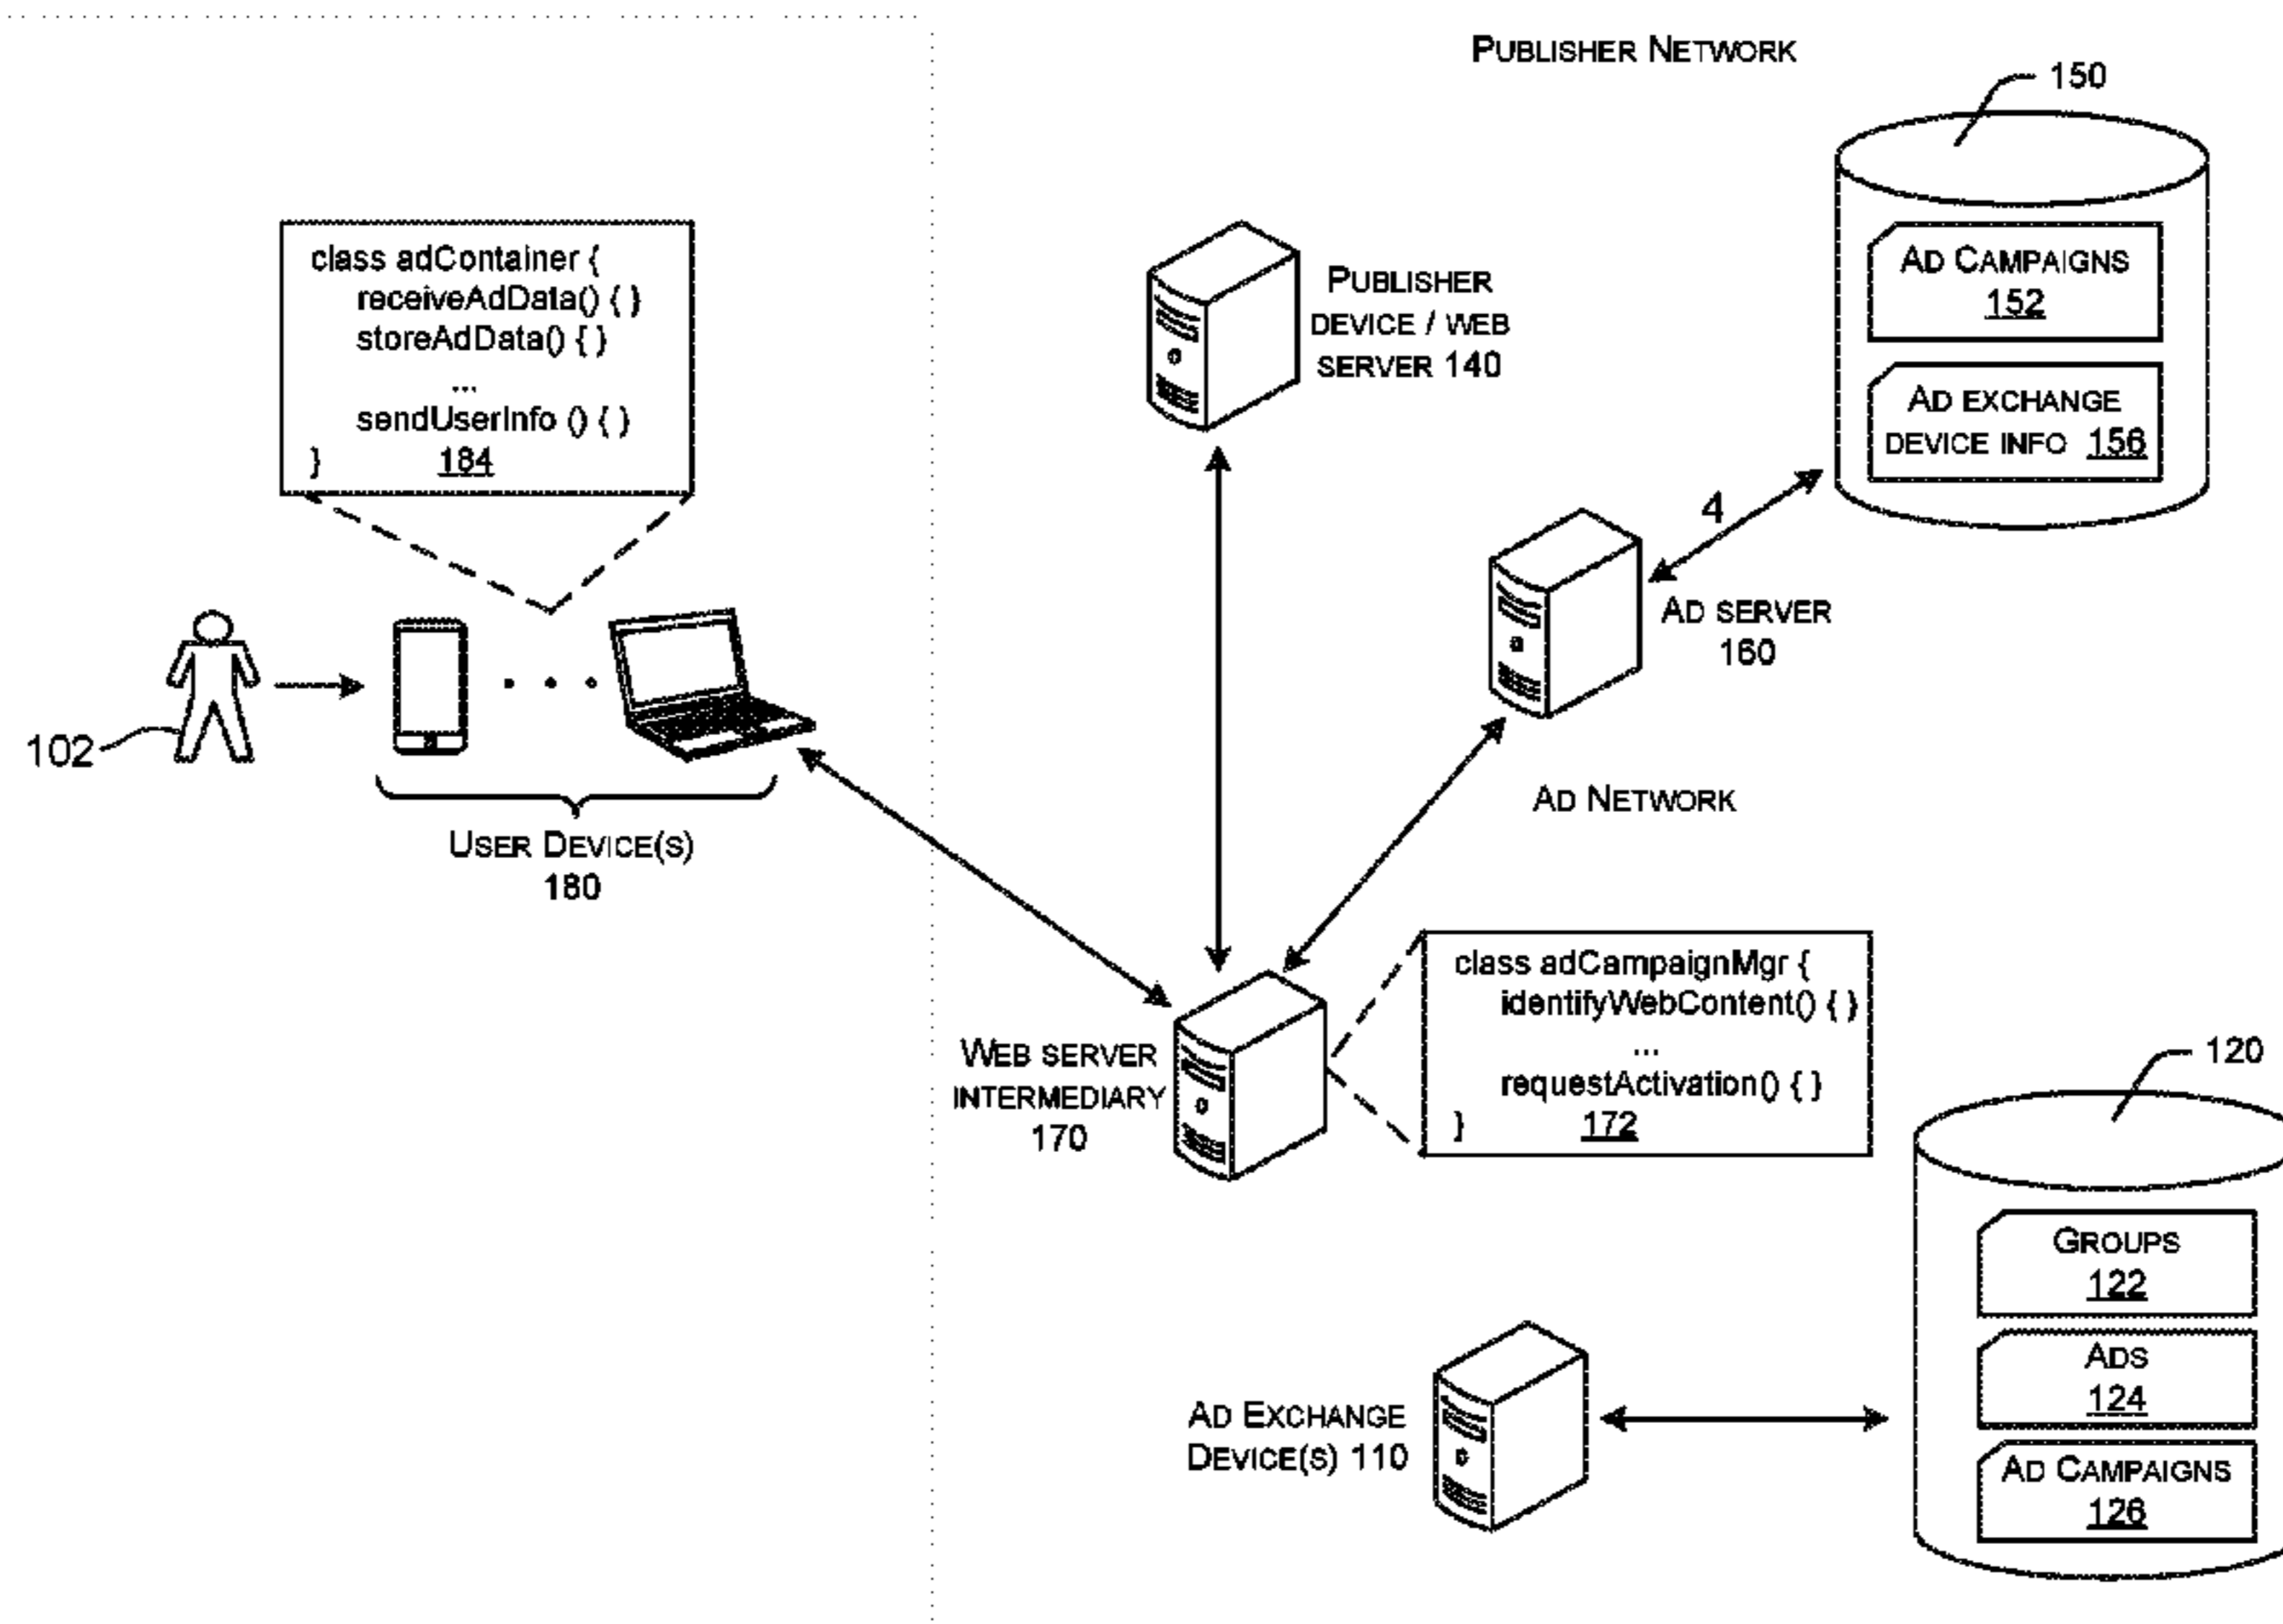 PUBLISHER NETWORK
150
class adContainer {
receiveAdData() { }
storeAdData() { }
...
sendUserInfo () { }
} 184
PUBLISHER
DEVICE / WEB
SERVER 140
AD CAMPAIGNS
152
AD EXCHANGE
DEVICE INFO 156
4
AD SERVER
160
102
USER DEVICE(S)
180
AD NETWORK
class adCampaignMgr {
identifyWebContent() { }
...
requestActivation() { }
} 172
WEB SERVER
INTERMEDIARY
170
120
GROUPS
122
ADS
124
AD CAMPAIGNS
126
AD EXCHANGE
DEVICE(S) 110